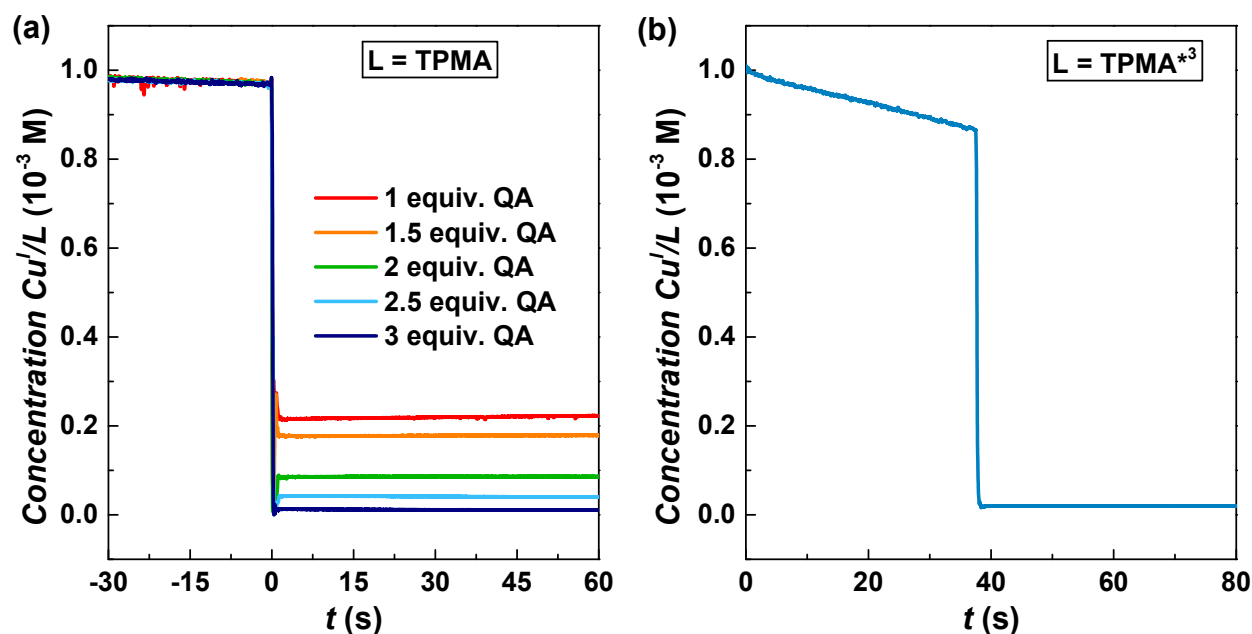 (a)
L = TPMA
Concentration Cuᴵ/L (10⁻³ M)
1.0
0.8
0.6
0.4
0.2
0.0
1 equiv. QA
1.5 equiv. QA
2 equiv. QA
2.5 equiv. QA
3 equiv. QA
-30 -15 0 15 30 45 60
t (s)
(b)
L = TPMA*³
Concentration Cuᴵ/L (10⁻³ M)
1.0
0.8
0.6
0.4
0.2
0.0
0 20 40 60 80
t (s)